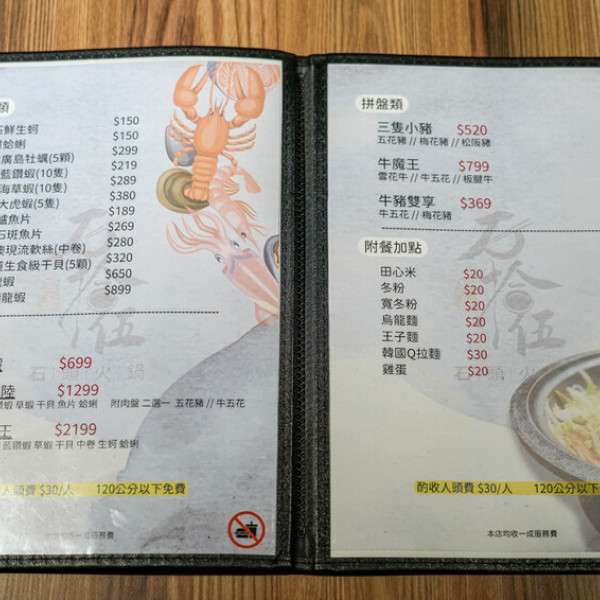 類
鮮生蚵 $150
蛤蜊 $150
廣島牡蠣(5顆) $299
藍鑽蝦(10隻) $219
海草蝦(10隻) $289
大虎蝦(5隻) $380
鱸魚片 $189
石斑魚片 $269
澳現流軟絲(中卷) $280
生食級干貝(5顆) $320
蝦 $650
龍蝦 $899
$699
陸 $1299
鑽蝦 草蝦 干貝 魚片 蛤蜊 附肉盤 二選一 五花豬 // 牛五花
王 $2199
藍鑽蝦 草蝦 干貝 中卷 生蚵 蛤蜊
人頭費 $30/人 120公分以下免費
拼盤類
三隻小豬 $520
五花豬 // 梅花豬 // 松阪豬
牛魔王 $799
雲花牛 // 牛五花 // 板腱牛
牛豬雙享 $369
牛五花 // 梅花豬
附餐加點
田心米 $20
冬粉 $20
寬冬粉 $20
烏龍麵 $20
王子麵 $20
韓國Q拉麵 $30
雞蛋 $20
万拾伍
石頭火鍋
酌收人頭費 $30/人 120公分以下
本店均收一成服務費